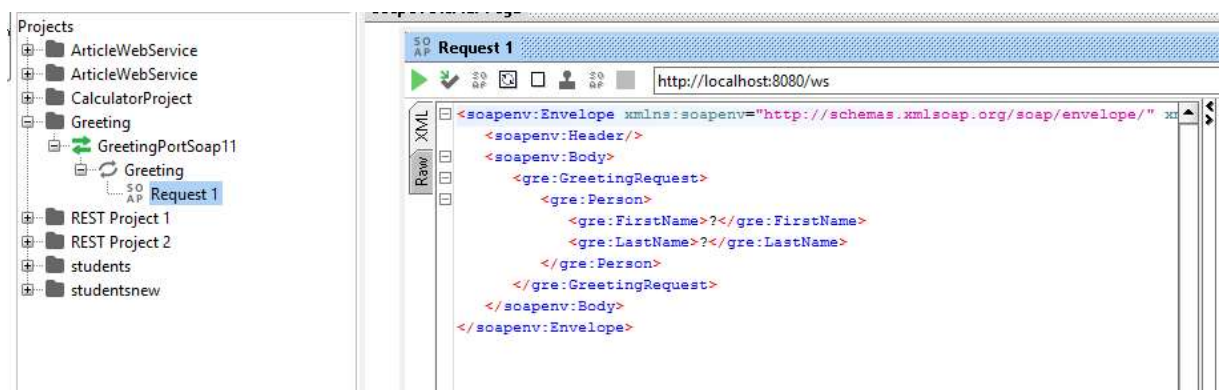 Projects
ArticleWebService
ArticleWebService
CalculatorProject
Greeting
GreetingPortSoap11
Greeting
SOAP Request 1
REST Project 1
REST Project 2
students
studentsnew
SOAP Request 1
http://localhost:8080/ws
XML
Raw
<soapenv:Envelope xmlns:soapenv="http://schemas.xmlsoap.org/soap/envelope/"
<soapenv:Header/>
<soapenv:Body>
<gre:GreetingRequest>
<gre:Person>
<gre:FirstName>?</gre:FirstName>
<gre:LastName>?</gre:LastName>
</gre:Person>
</gre:GreetingRequest>
</soapenv:Body>
</soapenv:Envelope>